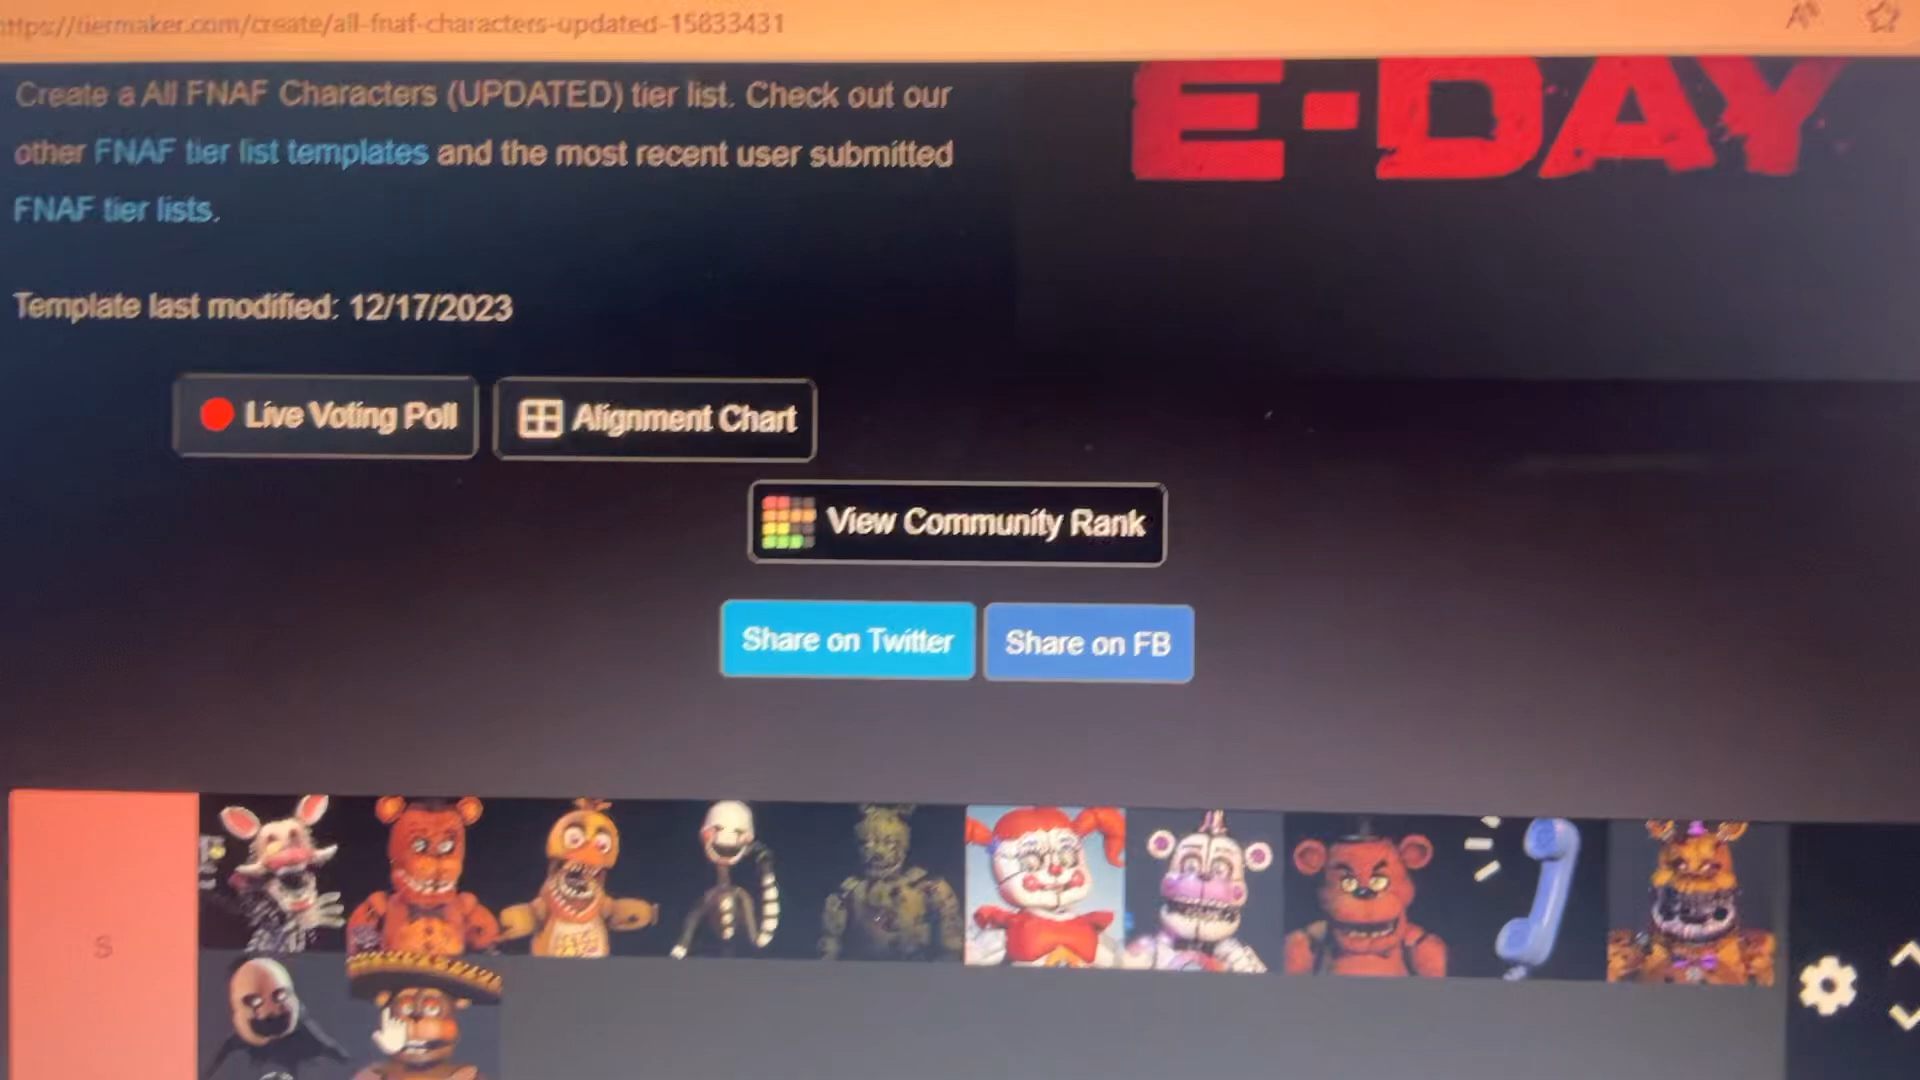 ttps://tiermaker.com/create/all-fnaf-characters-updated-15833431
E-DAY
Create a All FNAF Characters (UPDATED) tier list. Check out our
other FNAF tier list templates and the most recent user submitted
FNAF tier lists.
Template last modified: 12/17/2023
Live Voting Poll
Alignment Chart
View Community Rank
Share on Twitter
Share on FB
S